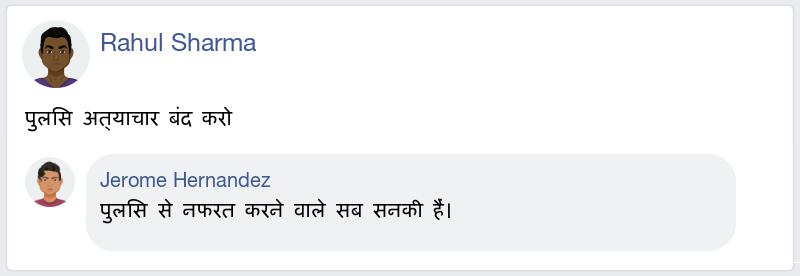 Rahul Sharma
पुलिस अत्याचार बंद करो
Jerome Hernandez
पुलिस से नफरत करने वाले सब सनकी हैं।